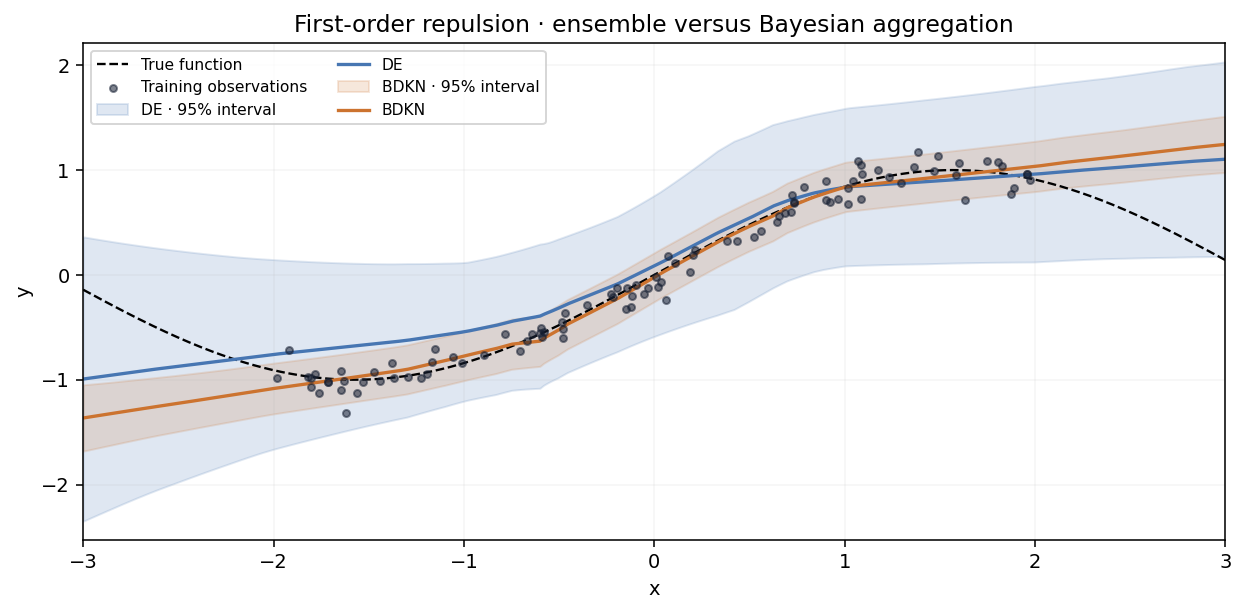 First-order repulsion · ensemble versus Bayesian aggregation
True function
Training observations
DE · 95% interval
DE
BDKN · 95% interval
BDKN
2
1
0
−1
−2
y
−3 −2 −1 0 1 2 3
x